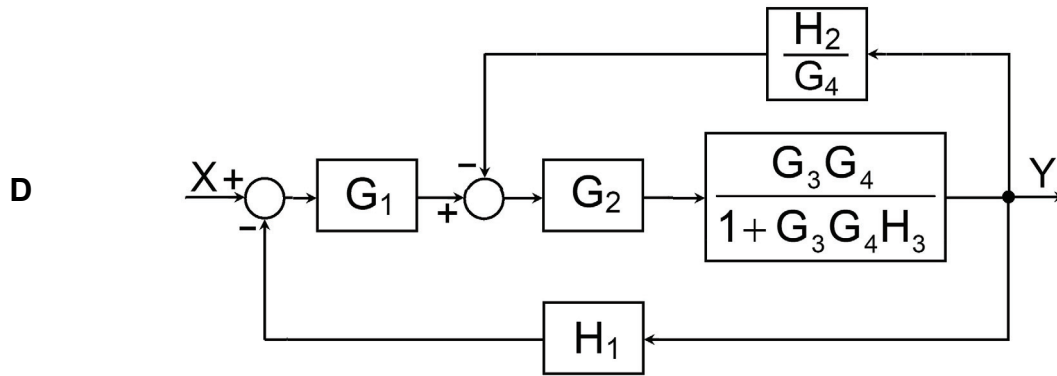 H₂
G₄
D
X + − G₁ + − G₂ G₃G₄ Y
1 + G₃G₄H₃
−
H₁